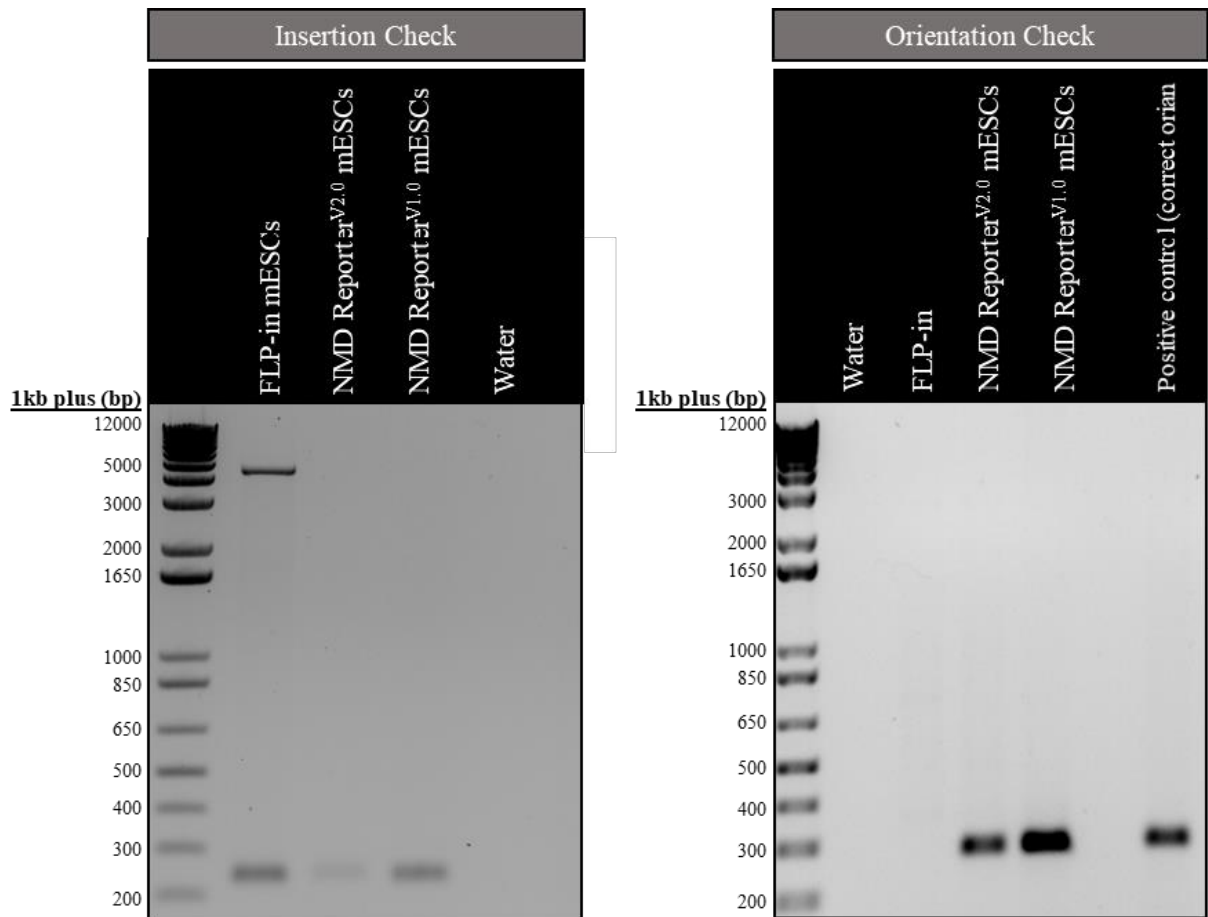 Insertion Check
FLP-in mESCs
NMD Reporter^V2.0 mESCs
NMD Reporter^V1.0 mESCs
Water
1kb plus (bp)
12000
5000
3000
2000
1650
1000
850
650
500
400
300
200
Orientation Check
Water
FLP-in
NMD Reporter^V2.0 mESCs
NMD Reporter^V1.0 mESCs
Positive control (correct orian
1kb plus (bp)
12000
3000
2000
1650
1000
850
650
500
400
300
200